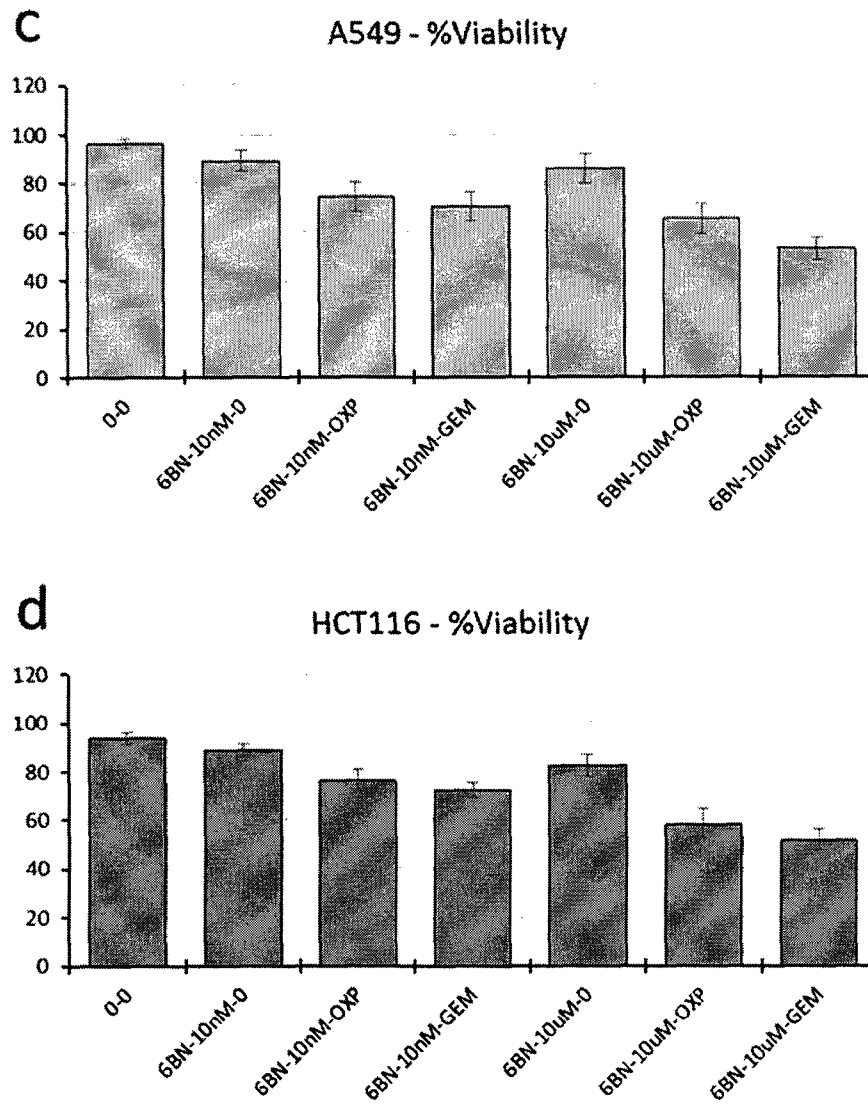 c
A549 - %Viability
120
100
80
60
40
20
0
0-0
6BN-10nM-0
6BN-10nM-OXP
6BN-10nM-GEM
6BN-10uM-0
6BN-10uM-OXP
6BN-10uM-GEM
d
HCT116 - %Viability
120
100
80
60
40
20
0
0-0
6BN-10nM-0
6BN-10nM-OXP
6BN-10nM-GEM
6BN-10uM-0
6BN-10uM-OXP
6BN-10uM-GEM